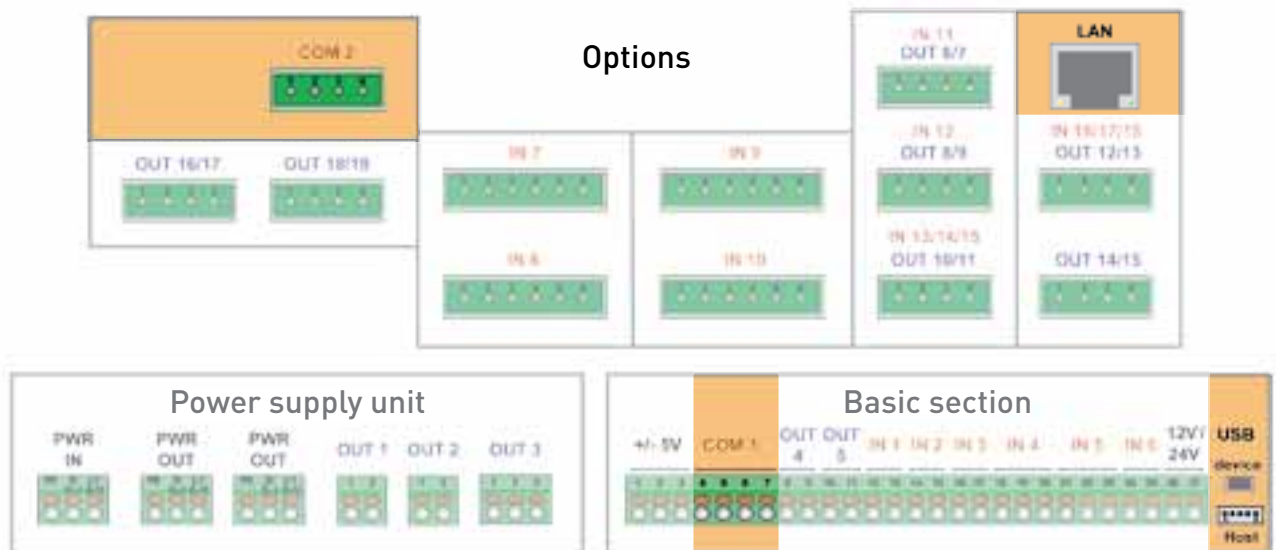 Options
COM 2
OUT 16/17
OUT 18/19
IN 7
IN 8
IN 9
IN 10
IN 11
OUT 6/7
IN 12
OUT 8/9
IN 13/14/15
OUT 10/11
LAN
OUT 12/13
OUT 14/15
Power supply unit
PWR IN
PWR OUT
PWR OUT
OUT 1
OUT 2
OUT 3
Basic section
+/- 5V
COM 1
OUT 4
OUT 5
IN 1
IN 2
IN 3
IN 4
IN 5
IN 6
12V / 24V
USB
device
Host